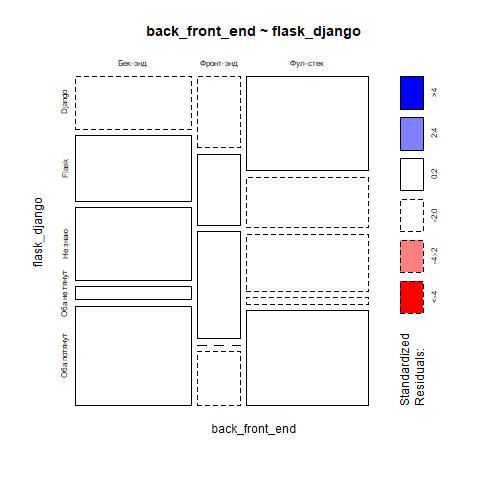 back_front_end ~ flask_django
Бек-энд Фронт-энд Фул-стек
Django
Flask
Не знаю
Оба не тянут
Оба потянут
flask_django
back_front_end
>4
2:4
0:2
-2:0
-4:-2
<-4
Standardized
Residuals: